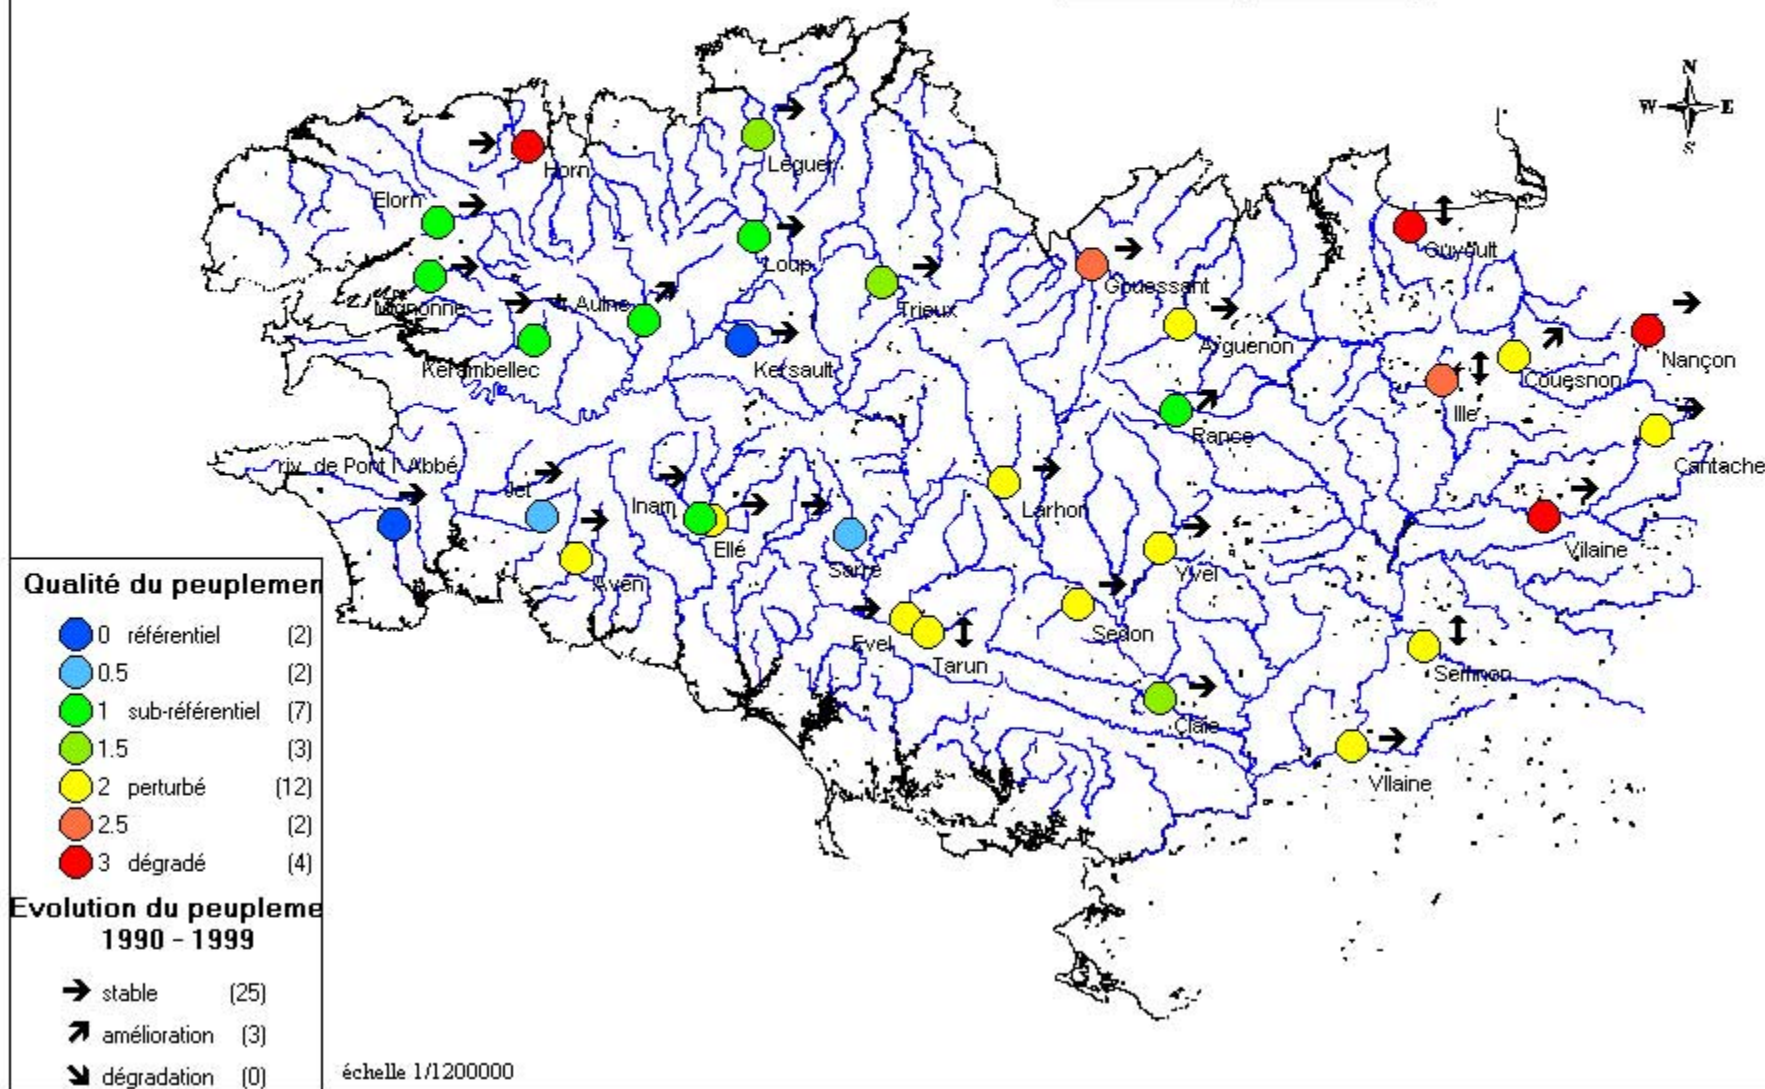 N
W E
S
Léguer
Horn
Elorn
Guyoult
Loup
Gouessant
Mignonne
Aulne
Trieux
Arguenon
Nançon
Kerambellec
Kersault
Couesnon
Ille
Rance
Cantache
riv. de Pont l'Abbé
Jet
Inam
Larhon
Ellé
Sarre
Vilaine
Aven
Yvel
Sedon
Evel
Tarun
Semnon
Claie
Vilaine
Qualité du peuplemen
0 référentiel (2)
0.5 (2)
1 sub-référentiel (7)
1.5 (3)
2 perturbé (12)
2.5 (2)
3 dégradé (4)
Evolution du peupleme
1990 - 1999
stable (25)
amélioration (3)
dégradation (0)
échelle 1/1200000